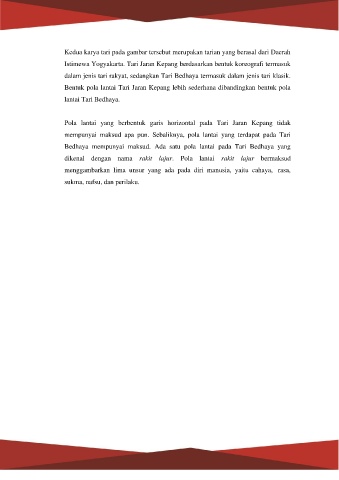 Kedua karya tari pada gambar tersebut merupakan tarian yang berasal dari Daerah
Istimewa Yogyakarta. Tari Jaran Kepang berdasarkan bentuk koreografi termasuk
dalam jenis tari rakyat, sedangkan Tari Bedhaya termasuk dalam jenis tari klasik.
Bentuk pola lantai Tari Jaran Kepang lebih sederhana dibandingkan bentuk pola
lantai Tari Bedhaya.
Pola lantai yang berbentuk garis horizontal pada Tari Jaran Kepang tidak
mempunyai maksud apa pun. Sebaliknya, pola lantai yang terdapat pada Tari
Bedhaya mempunyai maksud. Ada satu pola lantai pada Tari Bedhaya yang
dikenal dengan nama rakit lajur. Pola lantai rakit lajur bermaksud
menggambarkan lima unsur yang ada pada diri manusia, yaitu cahaya, rasa,
sukma, nafsu, dan perilaku.